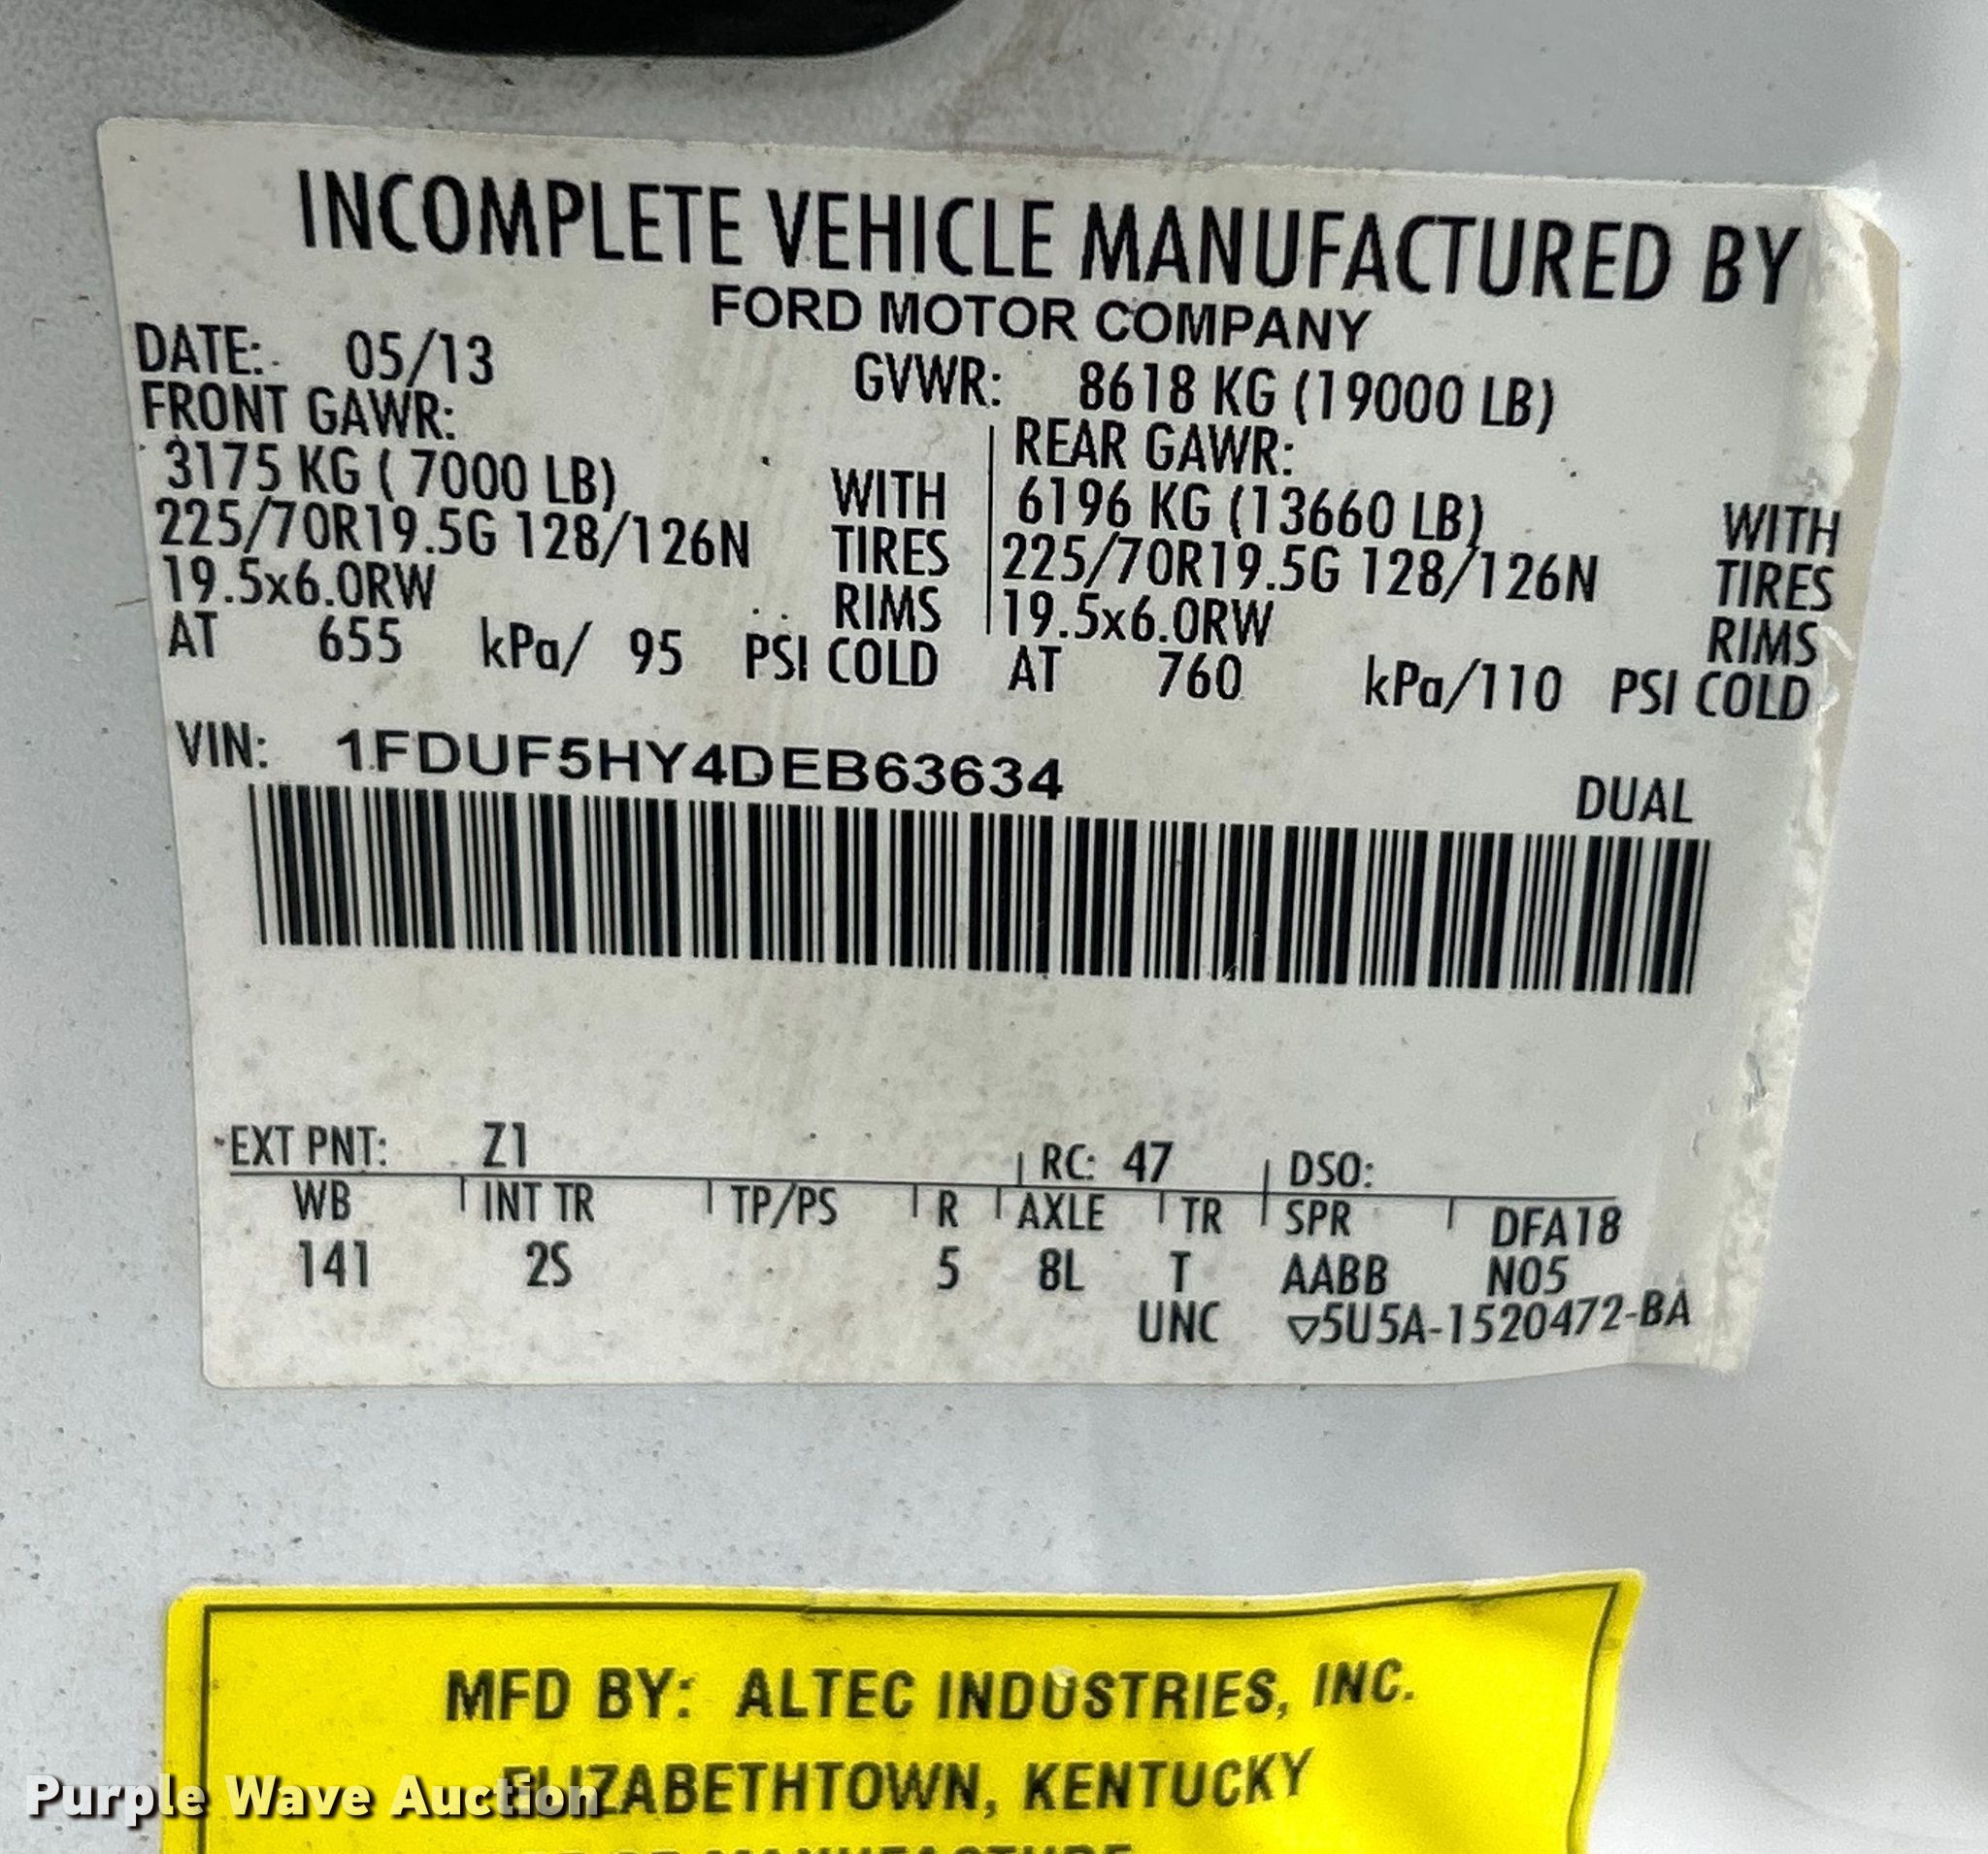 INCOMPLETE VEHICLE MANUFACTURED BY
FORD MOTOR COMPANY
DATE: 05/13 GVWR: 8618 KG (19000 LB)
FRONT GAWR: REAR GAWR:
3175 KG ( 7000 LB) WITH 6196 KG (13660 LB) WITH
225/70R19.5G 128/126N TIRES 225/70R19.5G 128/126N TIRES
19.5x6.0RW RIMS 19.5x6.0RW RIMS
AT 655 kPa/ 95 PSI COLD AT 760 kPa/110 PSI COLD
VIN: 1FDUF5HY4DEB63634
DUAL
EXT PNT: Z1 RC: 47 DSO:
WB INT TR TP/PS R AXLE TR SPR DFA18
141 2S 5 8L T AABB N05
UNC ▽5U5A-1520472-BA
MFD BY: ALTEC INDUSTRIES, INC.
ELIZABETHTOWN, KENTUCKY
Purple Wave Auction